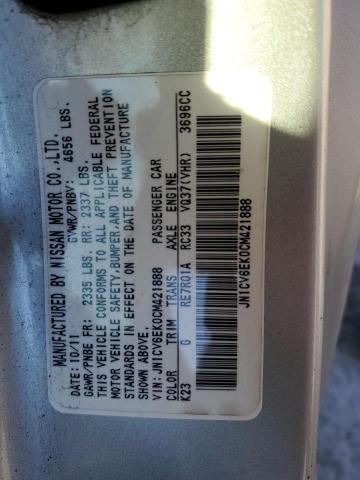 MANUFACTURED BY NISSAN MOTOR CO.,LTD.
DATE: 10/11 GVWR/PNBV: 4656 LBS.
GAWR/PNBE FR: 2335 LBS. RR: 2337 LBS.
THIS VEHICLE CONFORMS TO ALL APPLICABLE FEDERAL
MOTOR VEHICLE SAFETY,BUMPER,AND THEFT PREVENTION
STANDARDS IN EFFECT ON THE DATE OF MANUFACTURE
SHOWN ABOVE.
VIN: JN1CV6EK0CM421888 PASSENGER CAR
COLOR TRIM TRANS AXLE ENGINE
K23 G RE7R01A RC33 VQ37(VHR) 3696CC
JN1CV6EK0CM421888